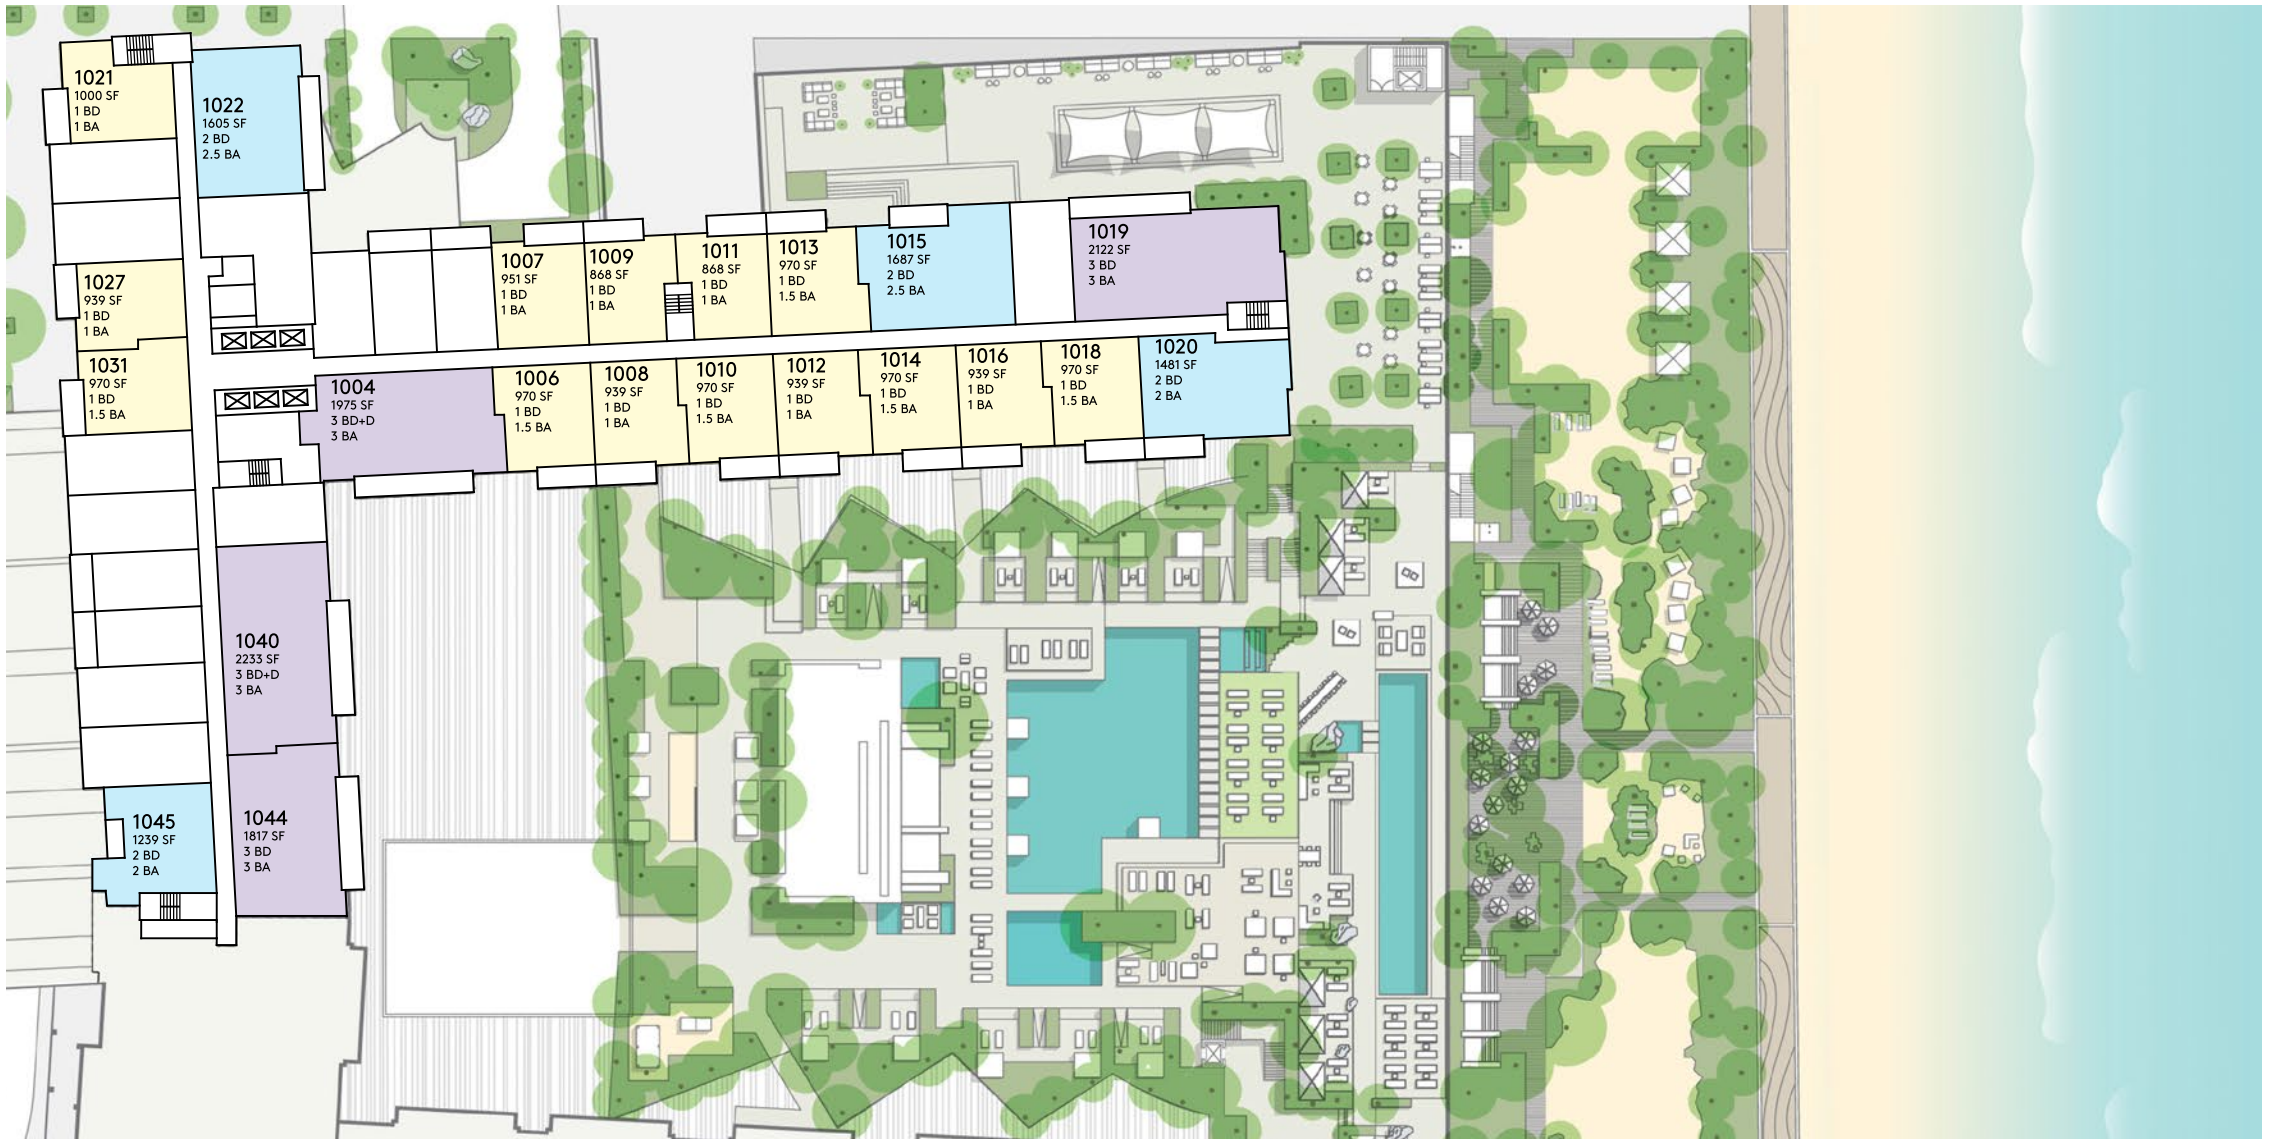 1021
1000 SF
1 BD
1 BA
1022
1605 SF
2 BD
2.5 BA
1027
939 SF
1 BD
1 BA
1031
970 SF
1 BD
1.5 BA
1007
951 SF
1 BD
1 BA
1009
868 SF
1 BD
1 BA
1011
868 SF
1 BD
1 BA
1013
970 SF
1 BD
1.5 BA
1015
1687 SF
2 BD
2.5 BA
1019
2122 SF
3 BD
3 BA
1004
1975 SF
3 BD+D
3 BA
1006
970 SF
1 BD
1.5 BA
1008
939 SF
1 BD
1 BA
1010
970 SF
1 BD
1.5 BA
1012
939 SF
1 BD
1 BA
1014
970 SF
1 BD
1.5 BA
1016
939 SF
1 BD
1 BA
1018
970 SF
1 BD
1.5 BA
1020
1481 SF
2 BD
2 BA
1040
2233 SF
3 BD+D
3 BA
1045
1239 SF
2 BD
2 BA
1044
1817 SF
3 BD
3 BA